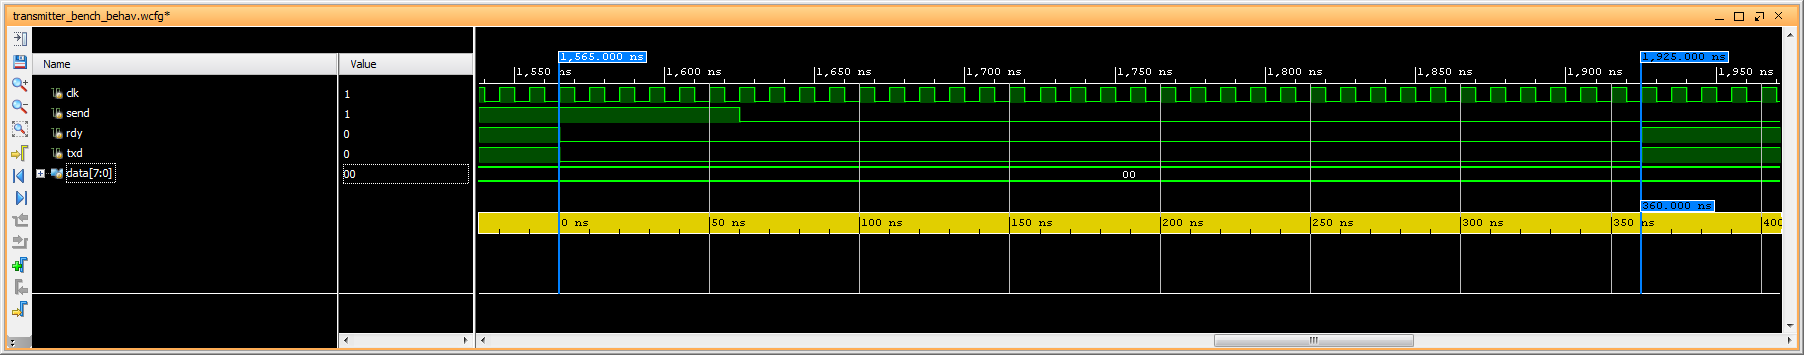 transmitter_bench_behav.wcfg*
Name Value
1,565.000 ns 1,925.000 ns
1,550 ns 1,600 ns 1,650 ns 1,700 ns 1,750 ns 1,800 ns 1,850 ns 1,900 ns 1,950 ns
clk 1
send 1
rdy 0
txd 0
data[7:0] 00 00
360.000 ns
0 ns 50 ns 100 ns 150 ns 200 ns 250 ns 300 ns 350 ns 400